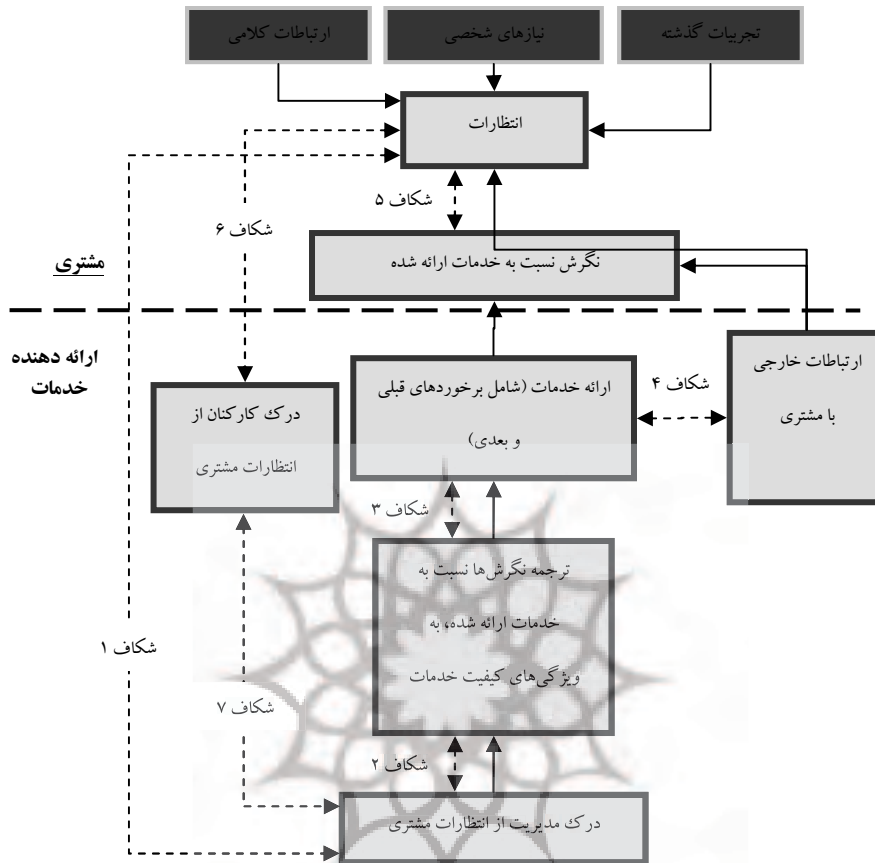 تجربیات گذشته
نیازهای شخصی
ارتباطات کلامی
انتظارات
شکاف ۵
شکاف ۶
نگرش نسبت به خدمات ارائه شده
مشتری
ارائه دهنده
خدمات
ارتباطات خارجی
با مشتری
شکاف ۴
ارائه خدمات (شامل برخوردهای قبلی
و بعدی)
درک کارکنان از
انتظارات مشتری
شکاف ۳
ترجمه نگرش‌ها نسبت به
خدمات ارائه شده، به
ویژگی‌های کیفیت خدمات
شکاف ۱
شکاف ۷
شکاف ۲
درک مدیریت از انتظارات مشتری